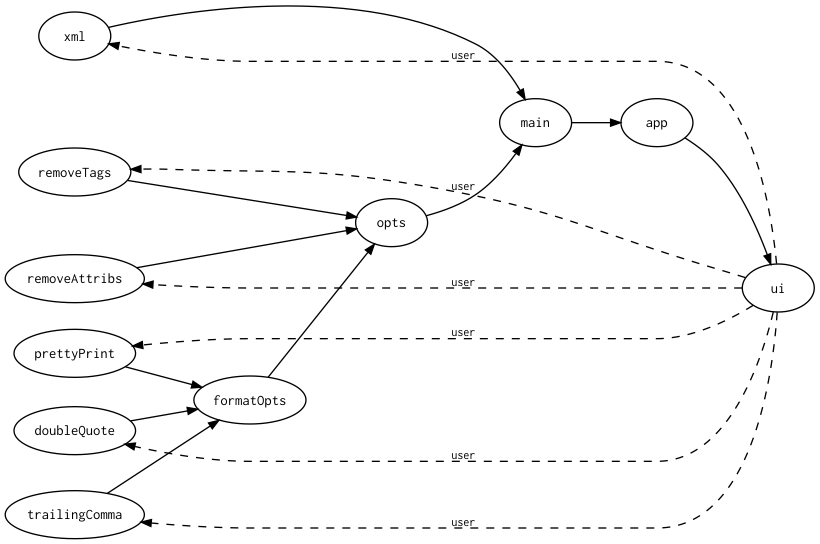 xml
user
main
app
removeTags
user
opts
removeAttribs
user
ui
prettyPrint
user
formatOpts
doubleQuote
user
trailingComma
user